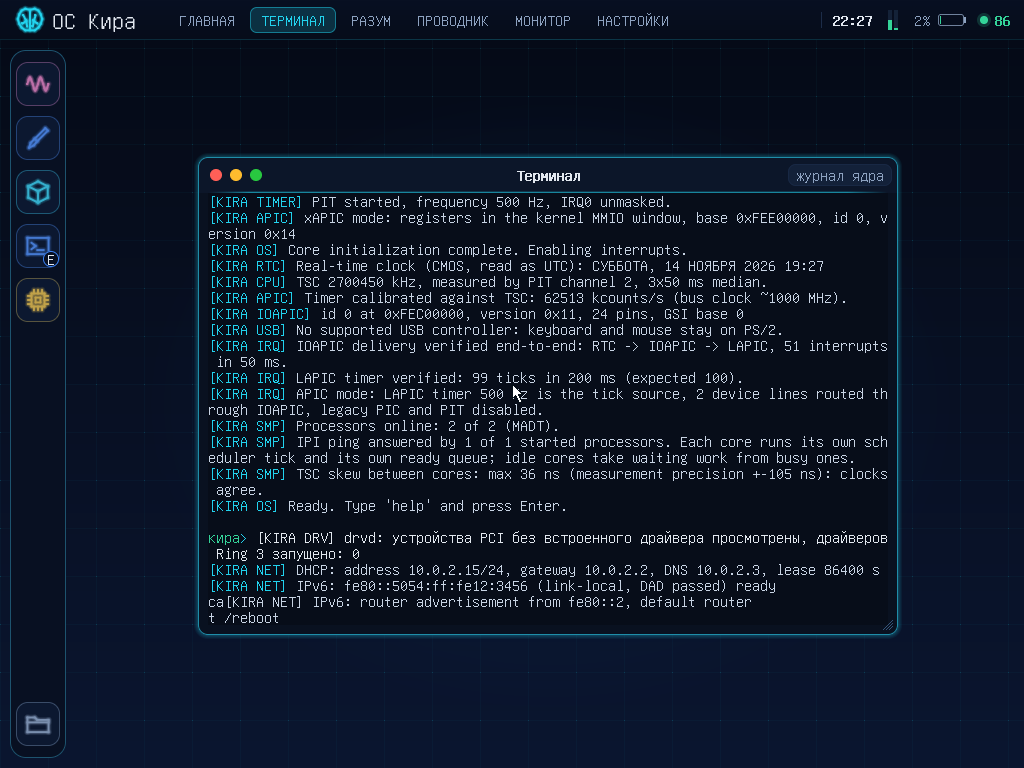 ОС Кира
ГЛАВНАЯ
ТЕРМИНАЛ
РАЗУМ
ПРОВОДНИК
МОНИТОР
НАСТРОЙКИ
22:27
2%
86
E
Терминал
журнал ядра
[KIRA TIMER] PIT started, frequency 500 Hz, IRQ0 unmasked.
[KIRA APIC] xAPIC mode: registers in the kernel MMIO window, base 0xFEE00000, id 0, v
ersion 0x14
[KIRA OS] Core initialization complete. Enabling interrupts.
[KIRA RTC] Real-time clock (CMOS, read as UTC): СУББОТА, 14 НОЯБРЯ 2026 19:27
[KIRA CPU] TSC 2700450 kHz, measured by PIT channel 2, 3x50 ms median.
[KIRA APIC] Timer calibrated against TSC: 62513 kcounts/s (bus clock ~1000 MHz).
[KIRA IOAPIC] id 0 at 0xFEC00000, version 0x11, 24 pins, GSI base 0
[KIRA USB] No supported USB controller: keyboard and mouse stay on PS/2.
[KIRA IRQ] IOAPIC delivery verified end-to-end: RTC -> IOAPIC -> LAPIC, 51 interrupts
in 50 ms.
[KIRA IRQ] LAPIC timer verified: 99 ticks in 200 ms (expected 100).
[KIRA IRQ] APIC mode: LAPIC timer 500 Hz is the tick source, 2 device lines routed th
rough IOAPIC, legacy PIC and PIT disabled.
[KIRA SMP] Processors online: 2 of 2 (MADT).
[KIRA SMP] IPI ping answered by 1 of 1 started processors. Each core runs its own sch
eduler tick and its own ready queue; idle cores take waiting work from busy ones.
[KIRA SMP] TSC skew between cores: max 36 ns (measurement precision +-105 ns): clocks
agree.
[KIRA OS] Ready. Type 'help' and press Enter.
кира> [KIRA DRV] drvd: устройства PCI без встроенного драйвера просмотрены, драйверов
Ring 3 запущено: 0
[KIRA NET] DHCP: address 10.0.2.15/24, gateway 10.0.2.2, DNS 10.0.2.3, lease 86400 s
[KIRA NET] IPv6: fe80::5054:ff:fe12:3456 (link-local, DAD passed) ready
ca[KIRA NET] IPv6: router advertisement from fe80::2, default router
t /reboot